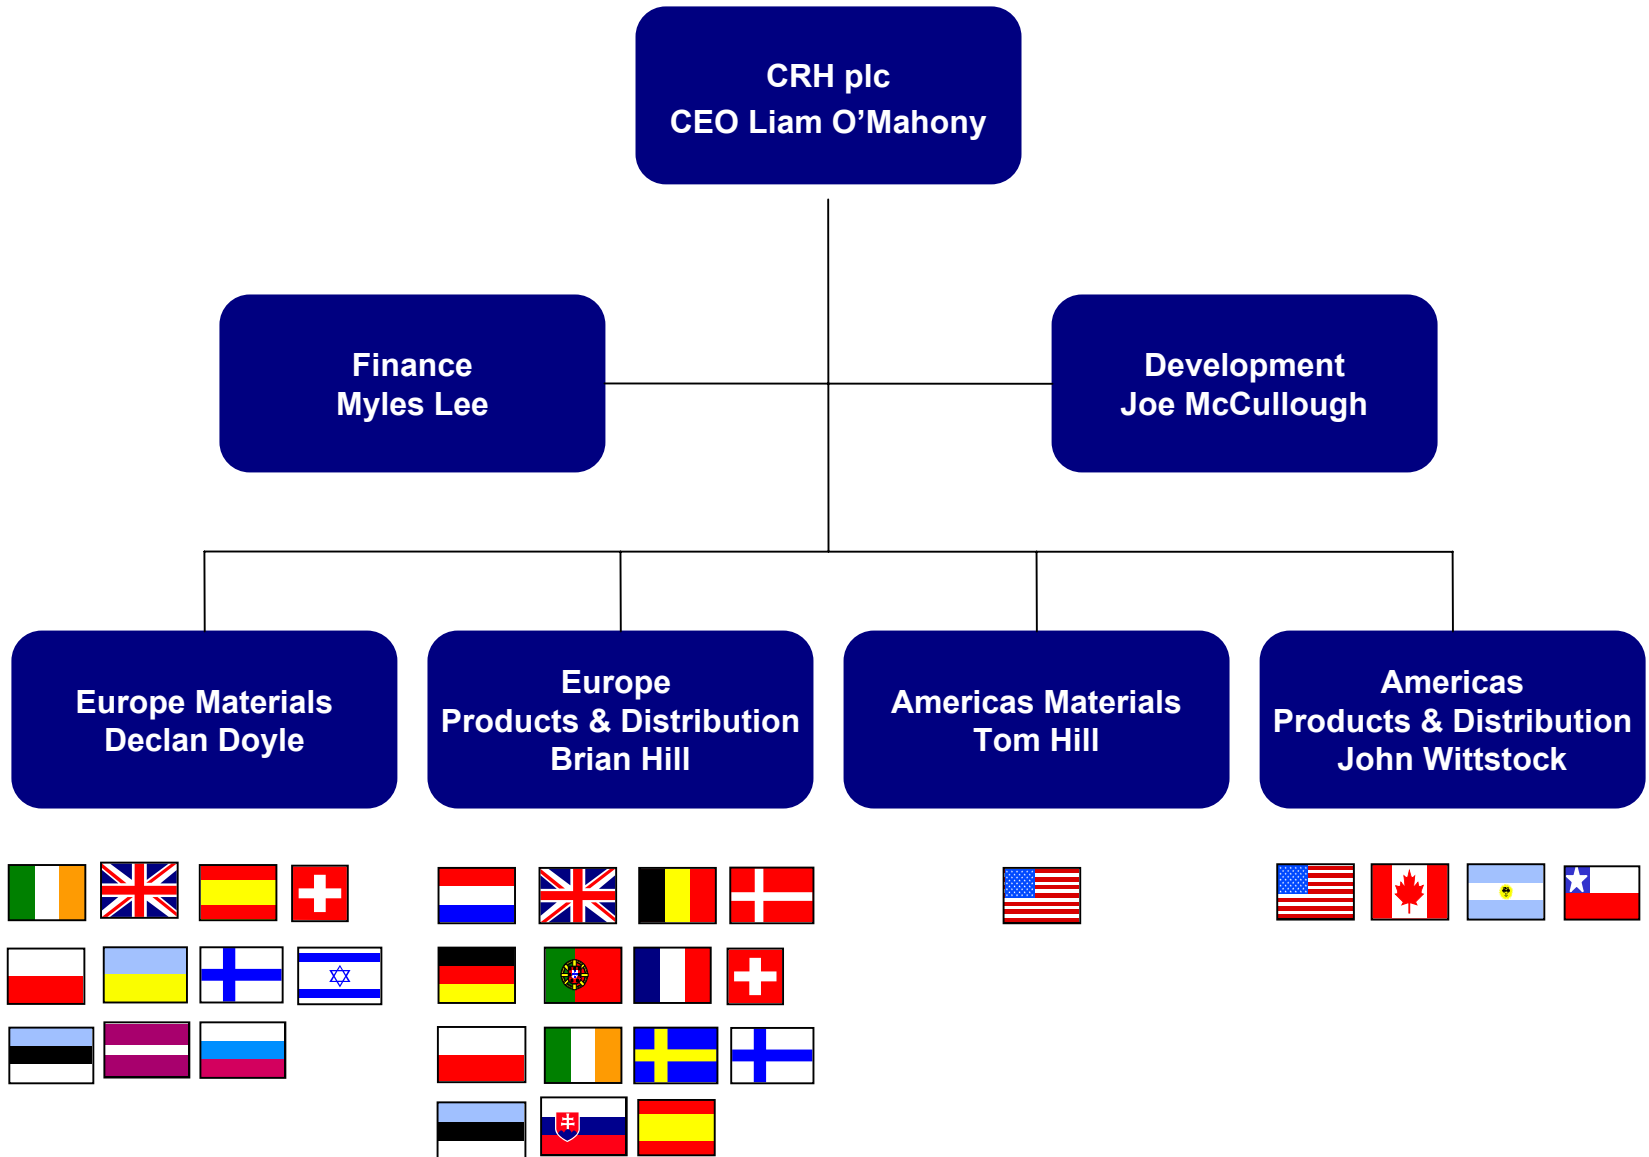 CRH plc
CEO Liam O’Mahony
Finance
Myles Lee
Development
Joe McCullough
Europe Materials
Declan Doyle
Europe
Products & Distribution
Brian Hill
Americas Materials
Tom Hill
Americas
Products & Distribution
John Wittstock